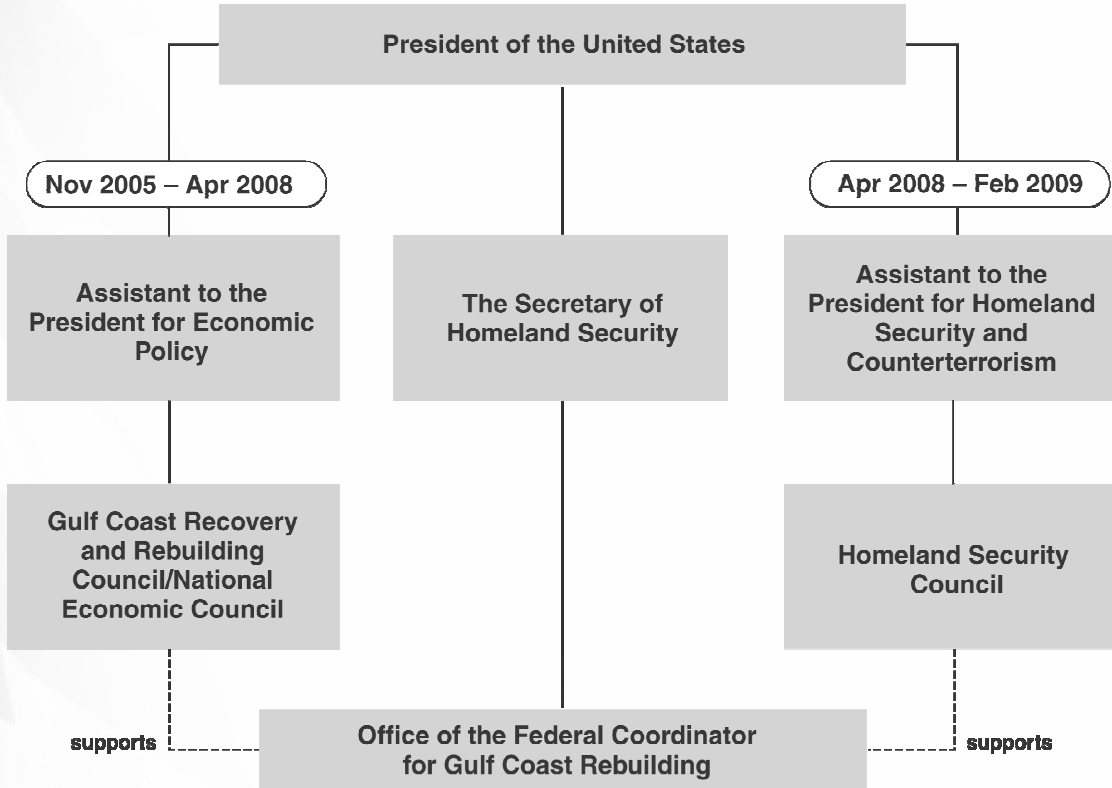 President of the United States
Nov 2005 – Apr 2008
Apr 2008 – Feb 2009
Assistant to the
President for Economic
Policy
The Secretary of
Homeland Security
Assistant to the
President for Homeland
Security and
Counterterrorism
Gulf Coast Recovery
and Rebuilding
Council/National
Economic Council
Homeland Security
Council
supports
Office of the Federal Coordinator
for Gulf Coast Rebuilding
supports